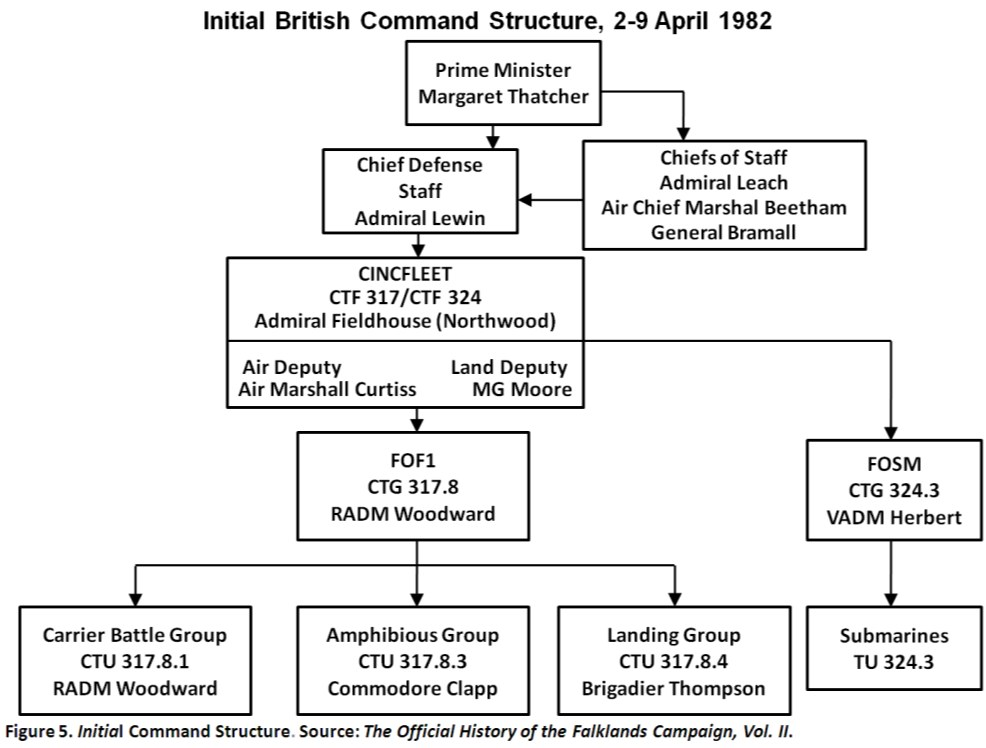 Initial British Command Structure, 2-9 April 1982
Prime Minister
Margaret Thatcher
Chief Defense
Staff
Admiral Lewin
Chiefs of Staff
Admiral Leach
Air Chief Marshal Beetham
General Bramall
CINCFLEET
CTF 317/CTF 324
Admiral Fieldhouse (Northwood)
Air Deputy
Air Marshall Curtiss
Land Deputy
MG Moore
FOF1
CTG 317.8
RADM Woodward
FOSM
CTG 324.3
VADM Herbert
Carrier Battle Group
CTU 317.8.1
RADM Woodward
Amphibious Group
CTU 317.8.3
Commodore Clapp
Landing Group
CTU 317.8.4
Brigadier Thompson
Submarines
TU 324.3
Figure 5. Initial Command Structure. Source: The Official History of the Falklands Campaign, Vol. II.